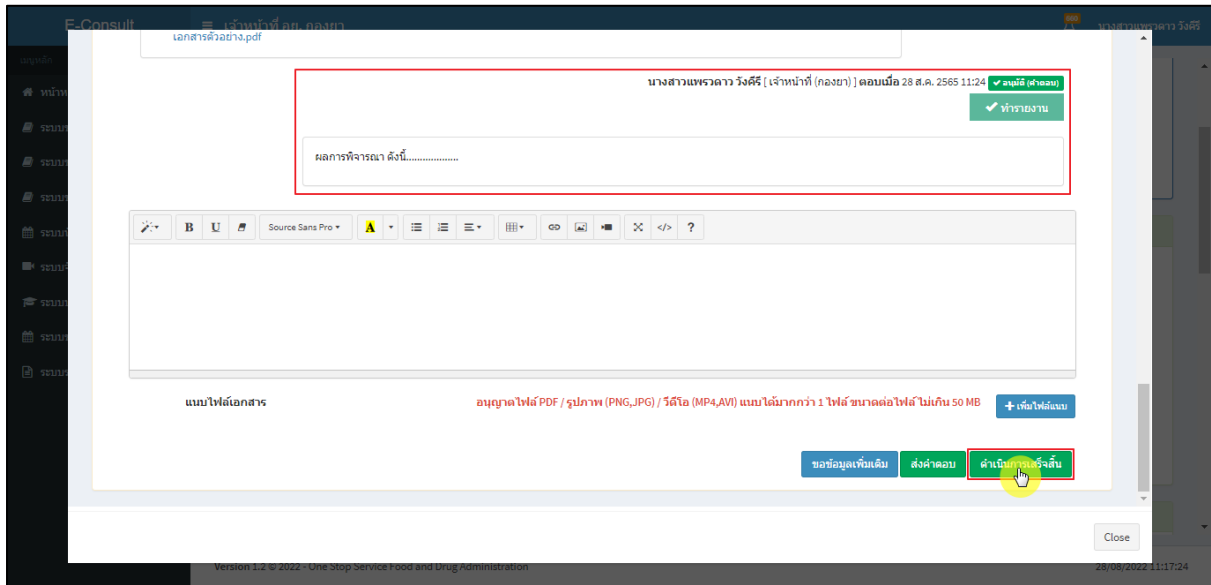 E-Consult
เจ้าหน้าที่ อย. กองยา
นางสาวแพรวดาว วังคีรี
เอกสารตัวอย่าง.pdf
เมนูหลัก
นางสาวแพรวดาว วังคีรี [ เจ้าหน้าที่ (กองยา) ] ตอบเมื่อ 28 ส.ค. 2565 11:24 อนุมัติ (คำตอบ)
ทำรายงาน
ผลการพิจารณา ดังนี้...................
B U Source Sans Pro A </> ?
แนบไฟล์เอกสาร
อนุญาตไฟล์ PDF / รูปภาพ (PNG,JPG) / วีดีโอ (MP4,AVI) แนบได้มากกว่า 1 ไฟล์ ขนาดต่อไฟล์ ไม่เกิน 50 MB
เพิ่มไฟล์แนบ
ขอข้อมูลเพิ่มเติม ส่งคำตอบ ดำเนินการเสร็จสิ้น
Close
Version 1.2 © 2022 - One Stop Service Food and Drug Administration
28/08/2022 11:17:24